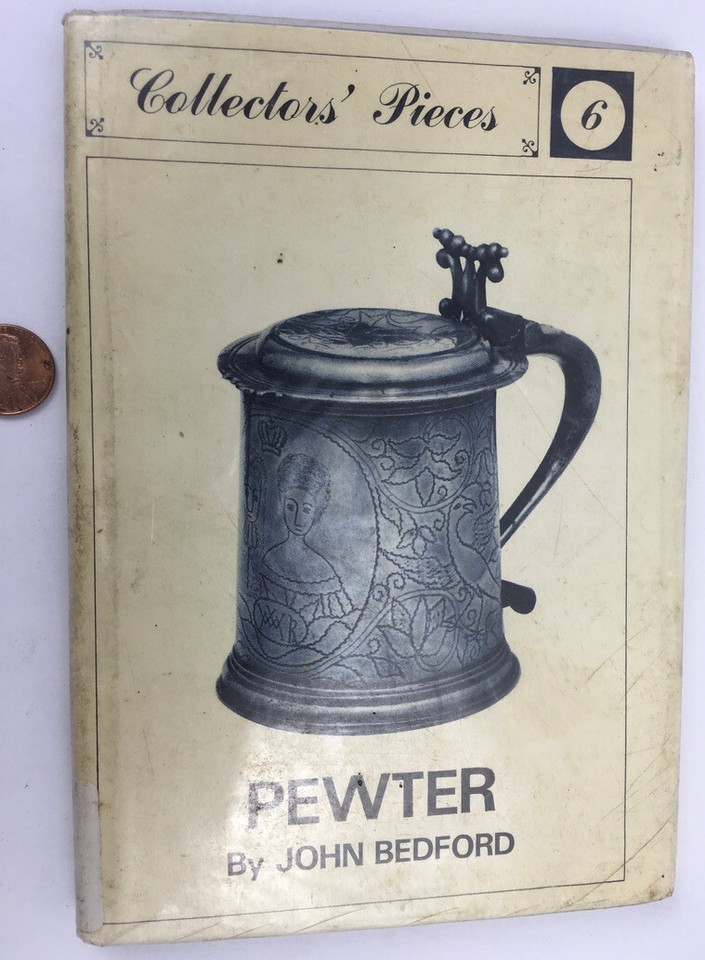 Collectors' Pieces
6
PEWTER
By JOHN BEDFORD